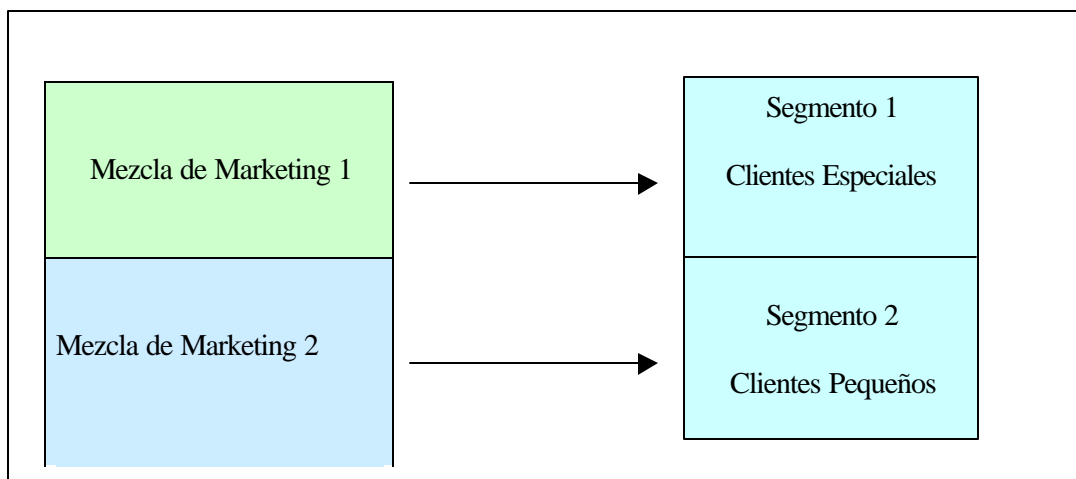 Mezcla de Marketing 1
Segmento 1
Clientes Especiales
Mezcla de Marketing 2
Segmento 2
Clientes Pequeños